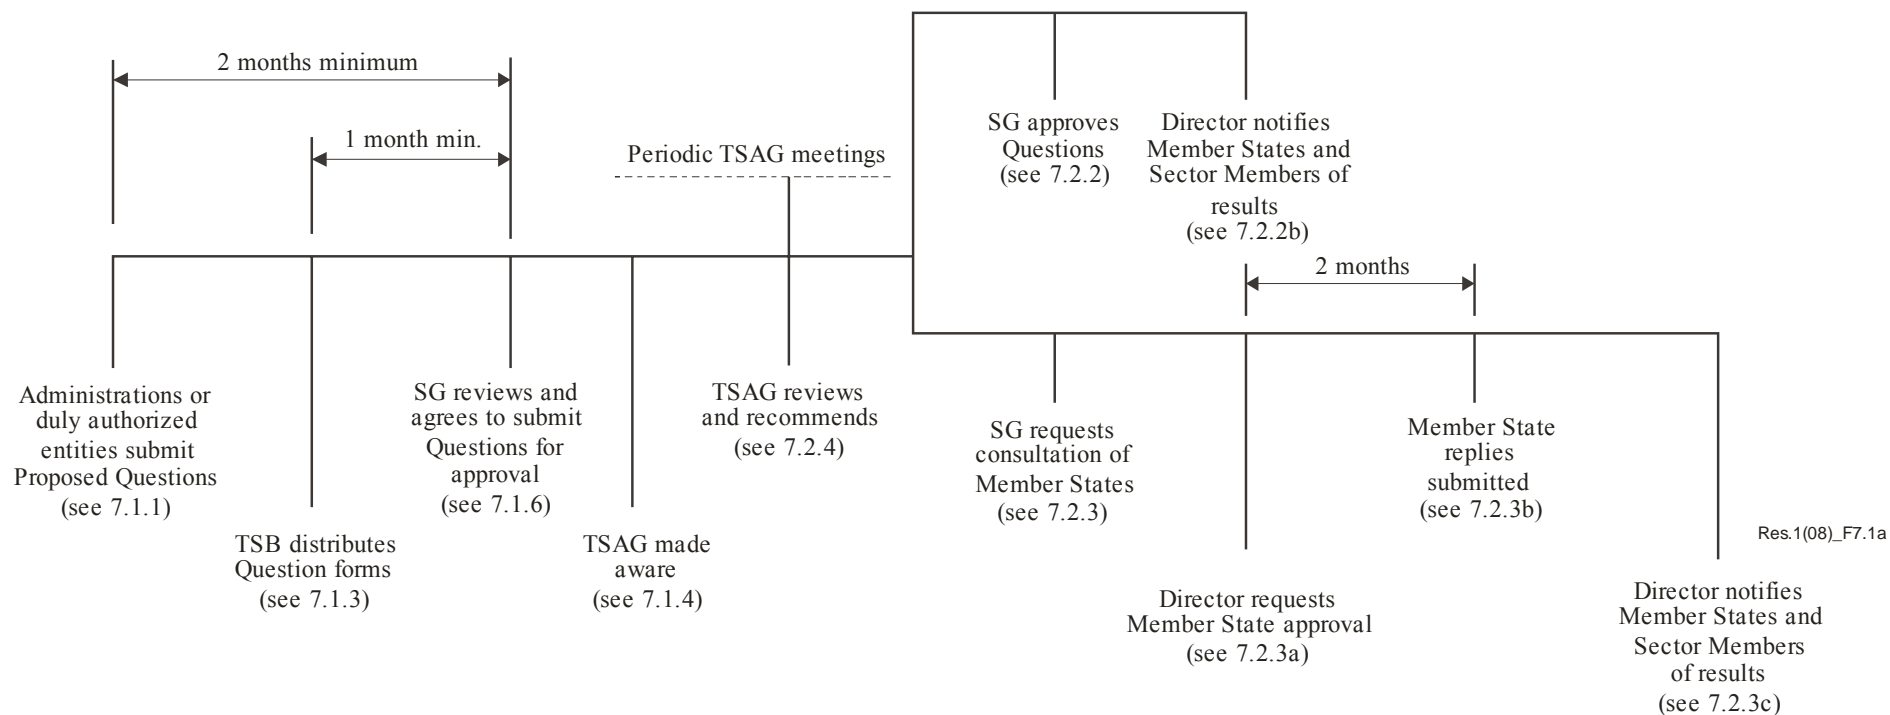 2 months minimum
1 month min.
Periodic TSAG meetings
SG approves
Questions
(see 7.2.2)
Director notifies
Member States and
Sector Members of
results
(see 7.2.2b)
2 months
Administrations or
duly authorized
entities submit
Proposed Questions
(see 7.1.1)
TSB distributes
Question forms
(see 7.1.3)
SG reviews and
agrees to submit
Questions for
approval
(see 7.1.6)
TSAG made
aware
(see 7.1.4)
TSAG reviews
and recommends
(see 7.2.4)
SG requests
consultation of
Member States
(see 7.2.3)
Director requests
Member State approval
(see 7.2.3a)
Member State
replies
submitted
(see 7.2.3b)
Res.1(08)_F7.1a
Director notifies
Member States and
Sector Members
of results
(see 7.2.3c)